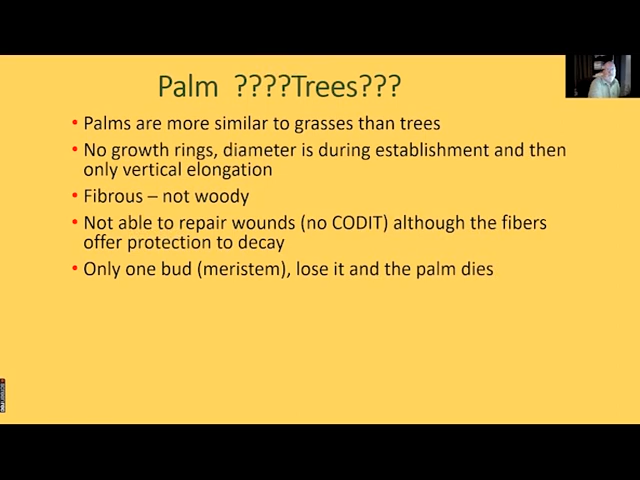 Palm ????Trees???
• Palms are more similar to grasses than trees
• No growth rings, diameter is during establishment and then
only vertical elongation
• Fibrous – not woody
• Not able to repair wounds (no CODIT) although the fibers
offer protection to decay
• Only one bud (meristem), lose it and the palm dies